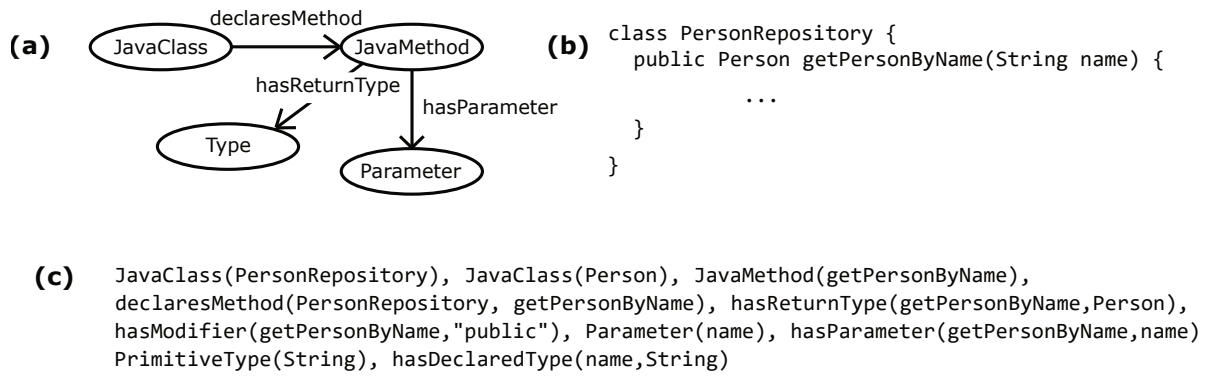 (a)
declaresMethod
JavaClass
JavaMethod
hasReturnType
hasParameter
Type
Parameter
(b)
class PersonRepository {
public Person getPersonByName(String name) {
...
}
}
(c)
JavaClass(PersonRepository), JavaClass(Person), JavaMethod(getPersonByName),
declaresMethod(PersonRepository, getPersonByName), hasReturnType(getPersonByName,Person),
hasModifier(getPersonByName,"public"), Parameter(name), hasParameter(getPersonByName,name)
PrimitiveType(String), hasDeclaredType(name,String)